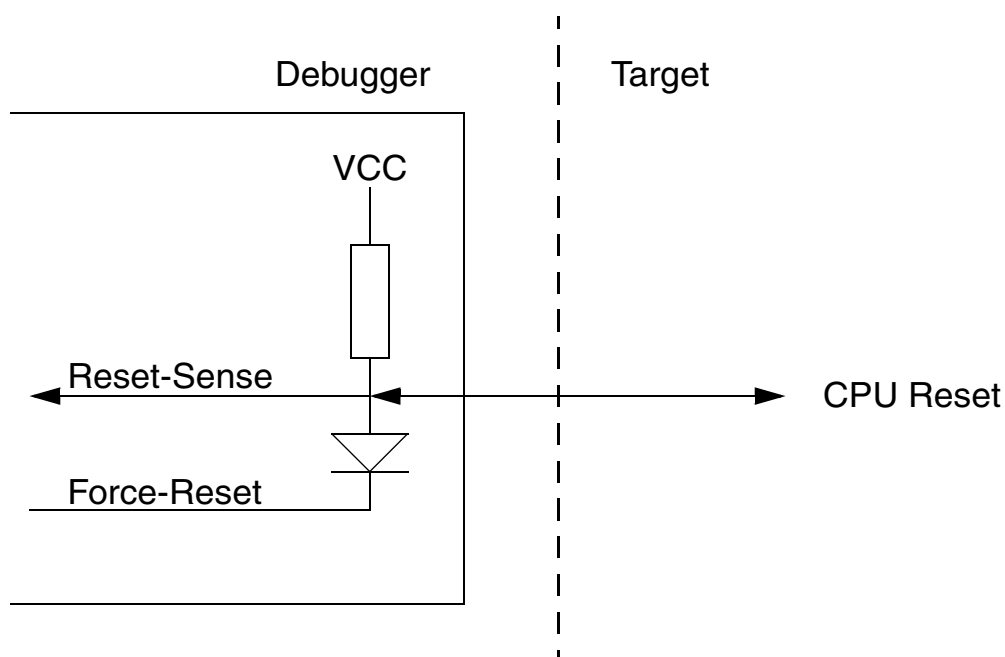 Debugger
Target
VCC
Reset-Sense
CPU Reset
Force-Reset